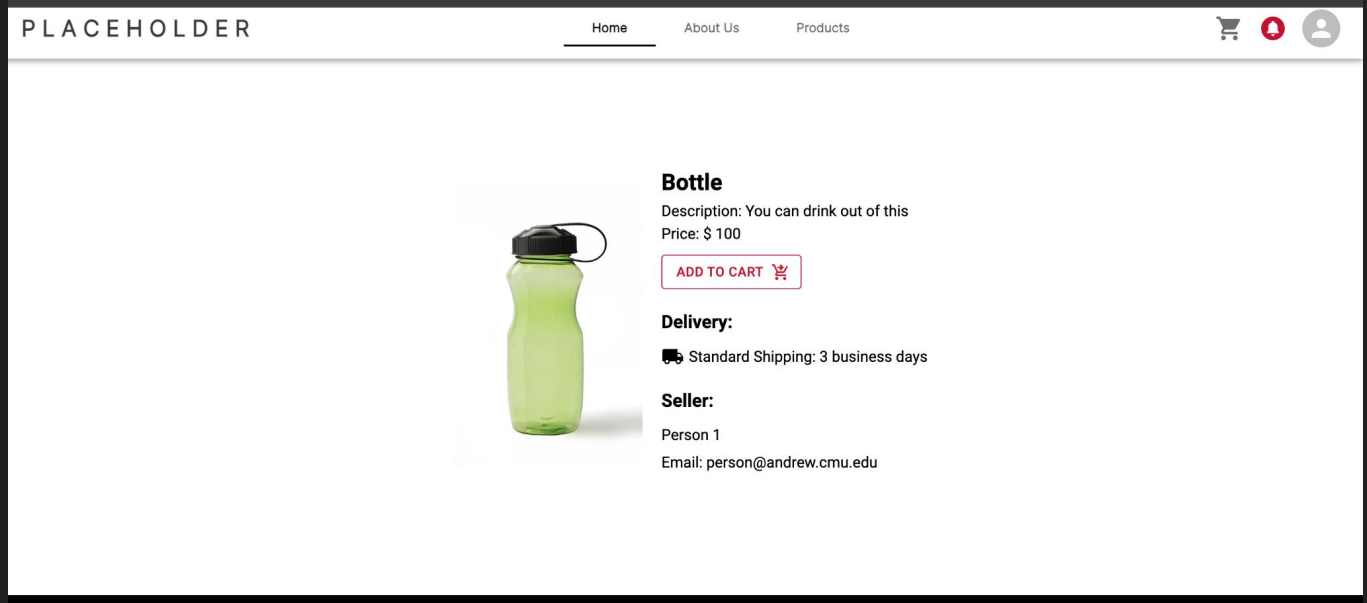 PLACEHOLDER
Home
About Us
Products
Bottle
Description: You can drink out of this
Price: $ 100
ADD TO CART
Delivery:
Standard Shipping: 3 business days
Seller:
Person 1
Email: person@andrew.cmu.edu